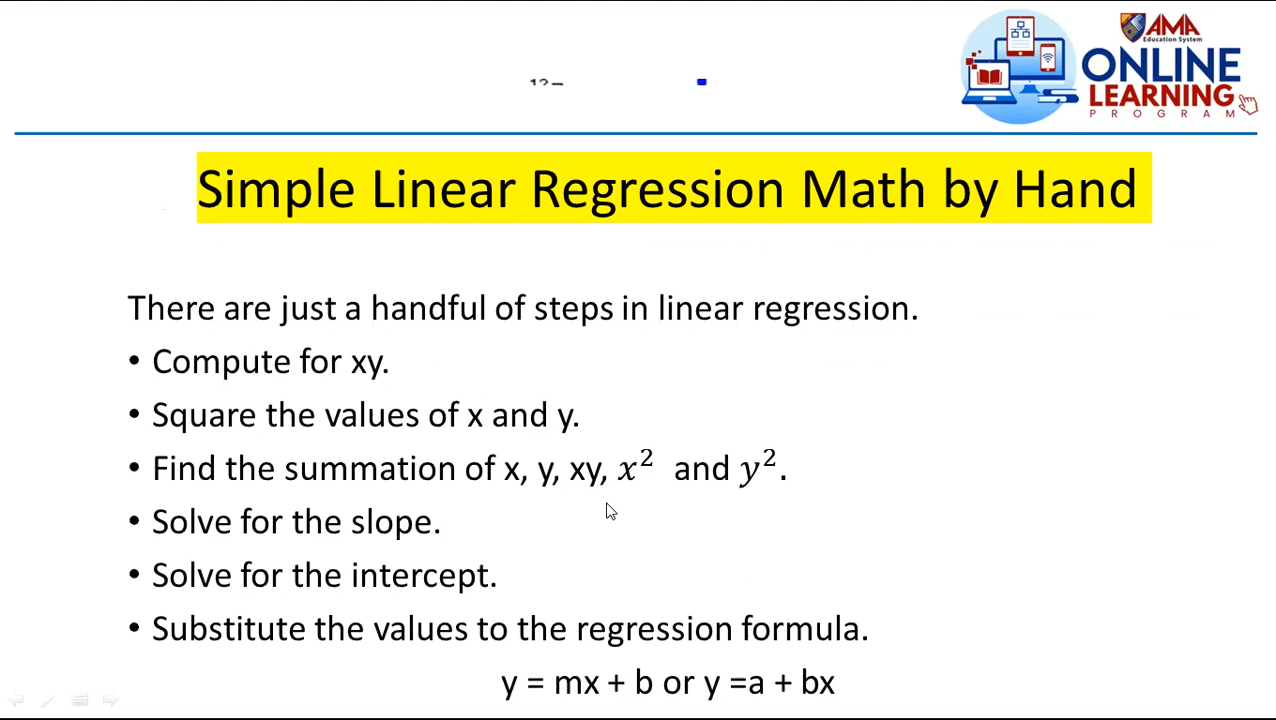 AMA
Education System
ONLINE
LEARNING
PROGRAM
Simple Linear Regression Math by Hand
There are just a handful of steps in linear regression.
• Compute for xy.
• Square the values of x and y.
• Find the summation of x, y, xy, x² and y².
• Solve for the slope.
• Solve for the intercept.
• Substitute the values to the regression formula.
y = mx + b or y =a + bx